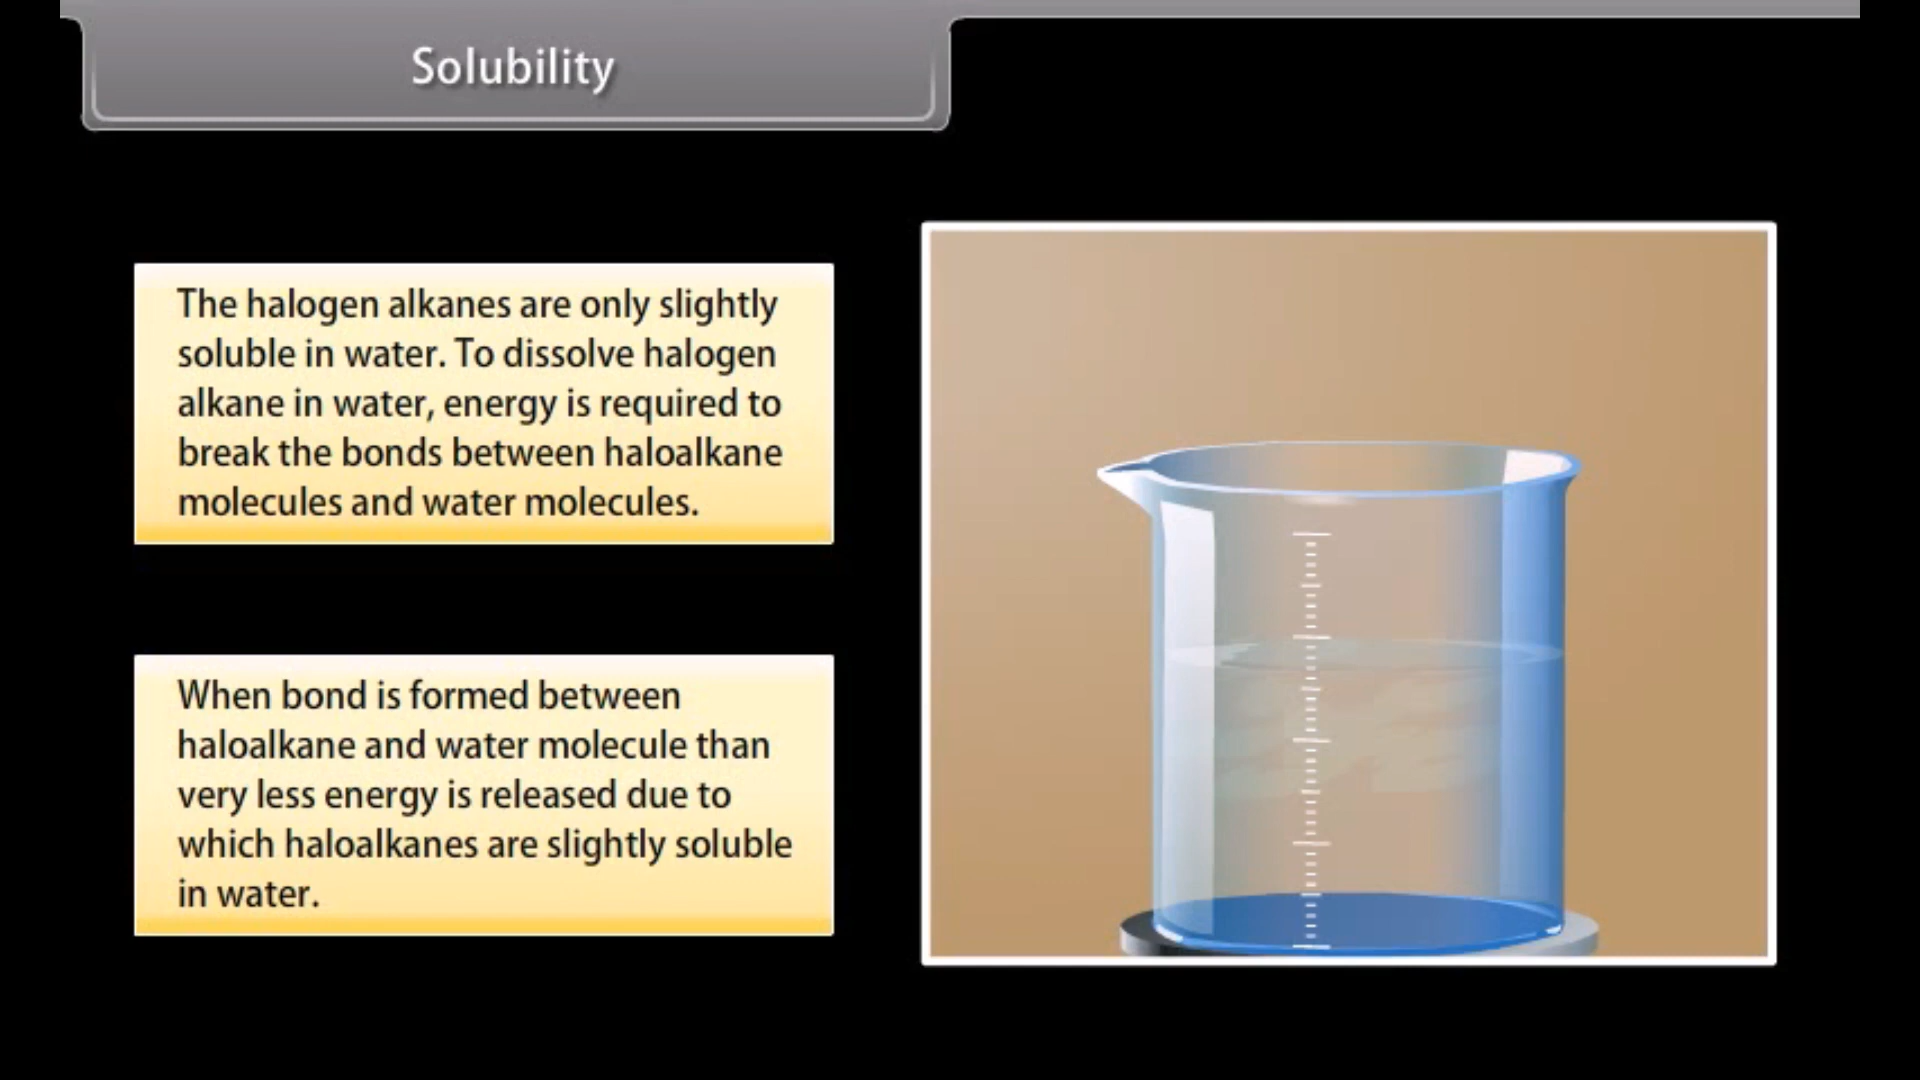 Solubility
The halogen alkanes are only slightly
soluble in water. To dissolve halogen
alkane in water, energy is required to
break the bonds between haloalkane
molecules and water molecules.
When bond is formed between
haloalkane and water molecule than
very less energy is released due to
which haloalkanes are slightly soluble
in water.